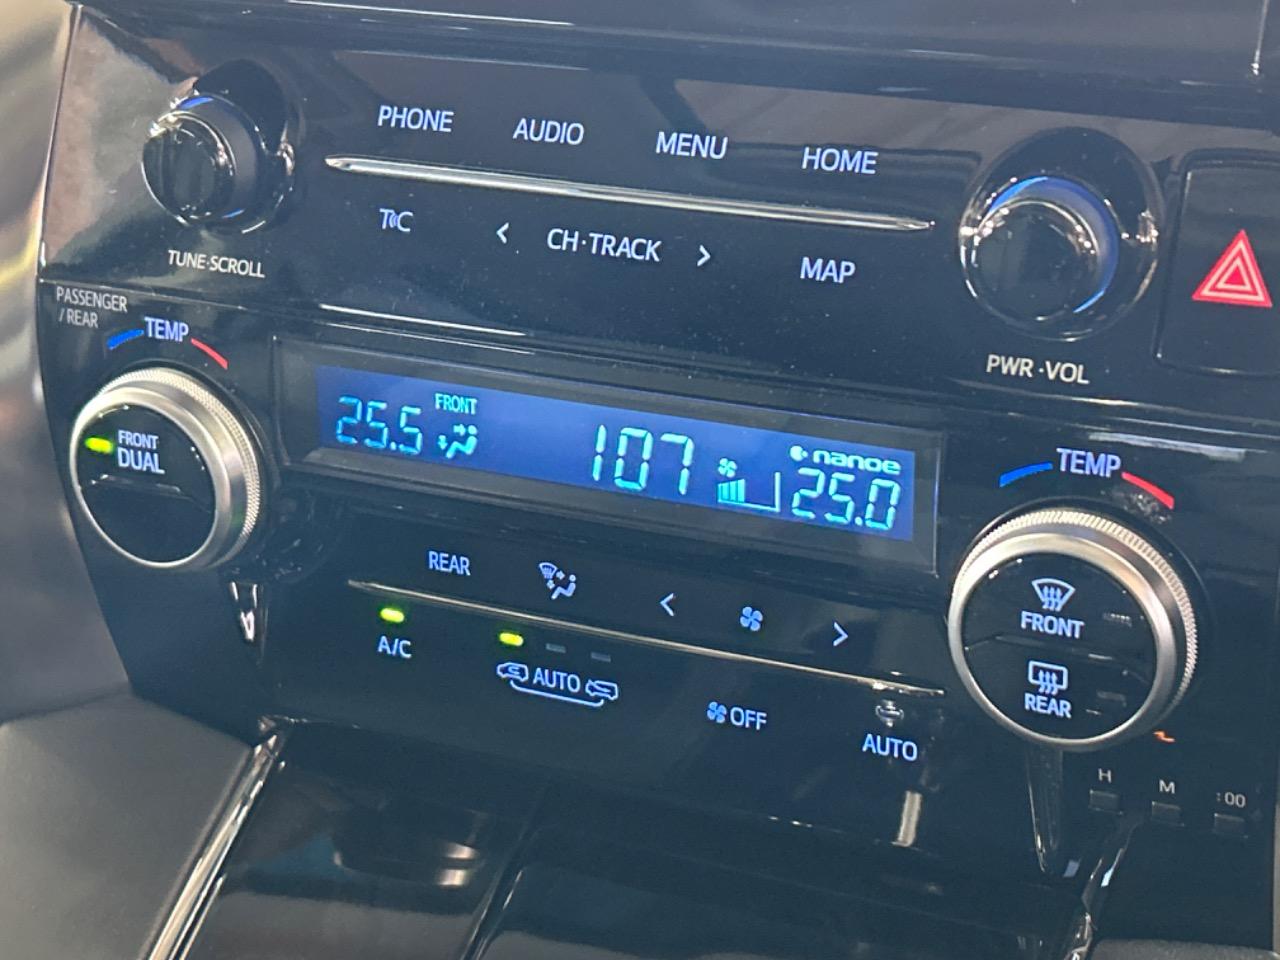 PHONE
AUDIO
MENU
HOME
TC
< CH·TRACK >
MAP
TUNE·SCROLL
PWR·VOL
PASSENGER
/ REAR
TEMP
FRONT
DUAL
25.5
FRONT
107
nanoe
25.0
TEMP
REAR
<
>
A/C
AUTO
OFF
AUTO
FRONT
REAR
H
M
:00